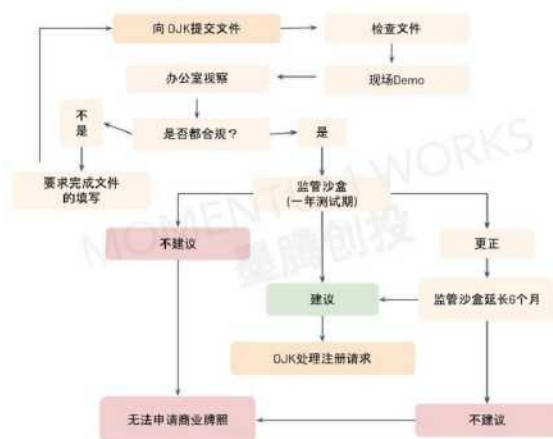 向 OJK提交文件
检查文件
办公室视察
现场Demo
不
是
是否都合规？
是
要求完成文件
的填写
监管沙盒
(一年测试期)
MOMENTUM WORKS
墨腾创投
不建议
更正
建议
监管沙盒延长6个月
OJK处理注册请求
无法申请商业牌照
不建议